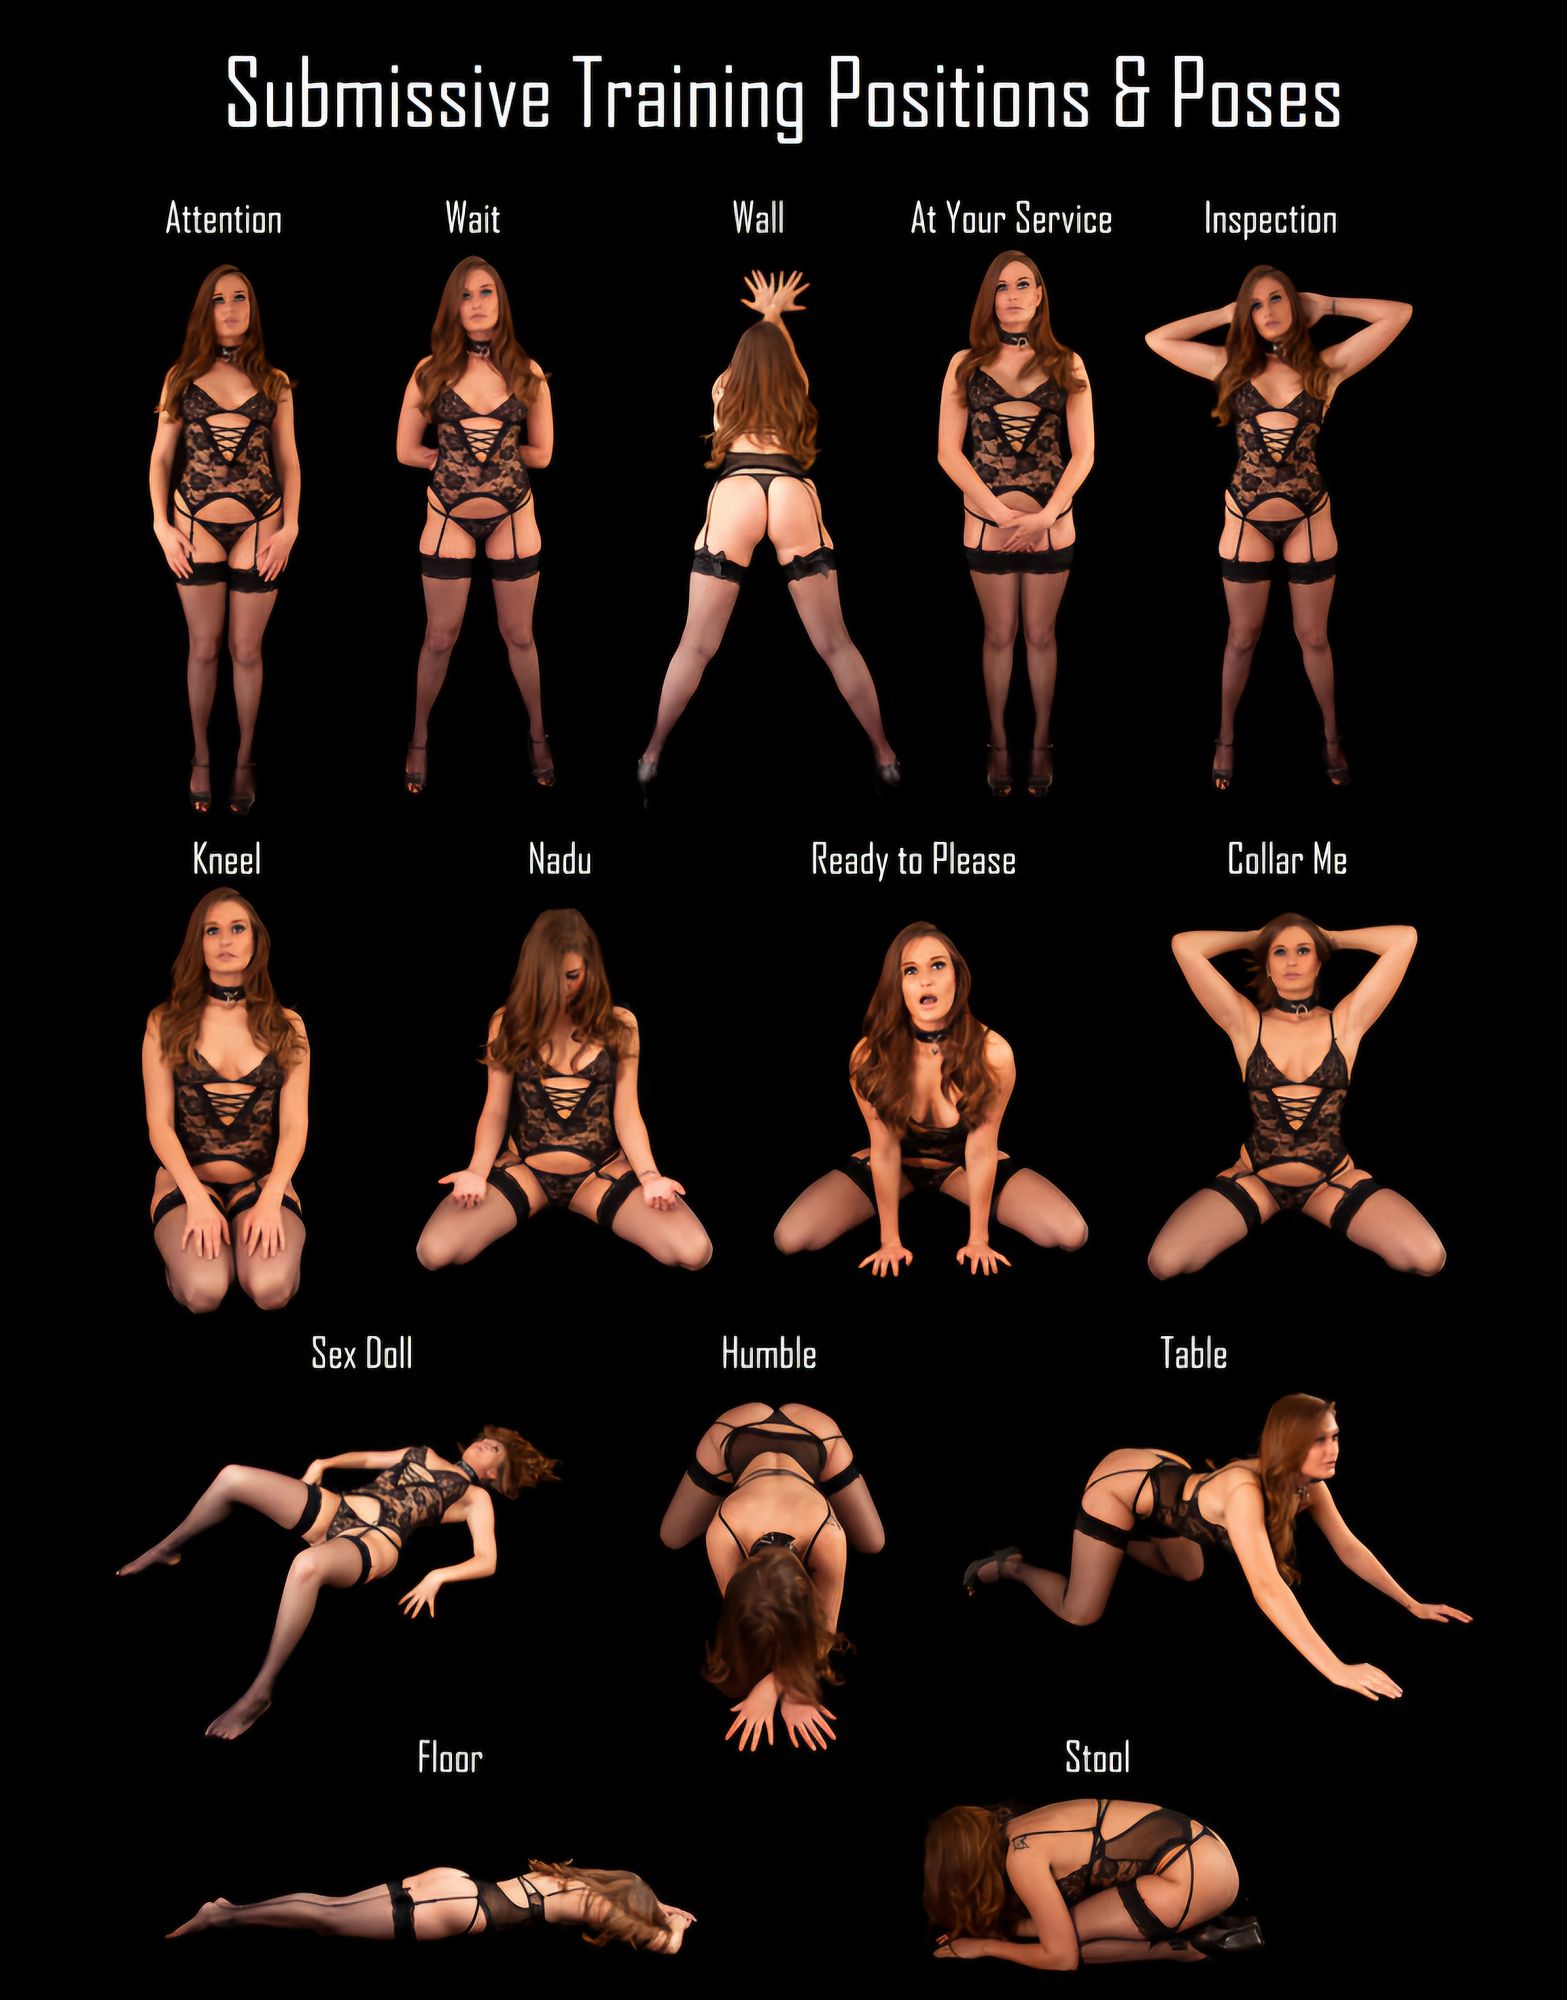 Submissive Training Positions & Poses
Attention
Wait
Wall
At Your Service
Inspection
Kneel
Nadu
Ready to Please
Collar Me
Sex Doll
Humble
Table
Floor
Stool